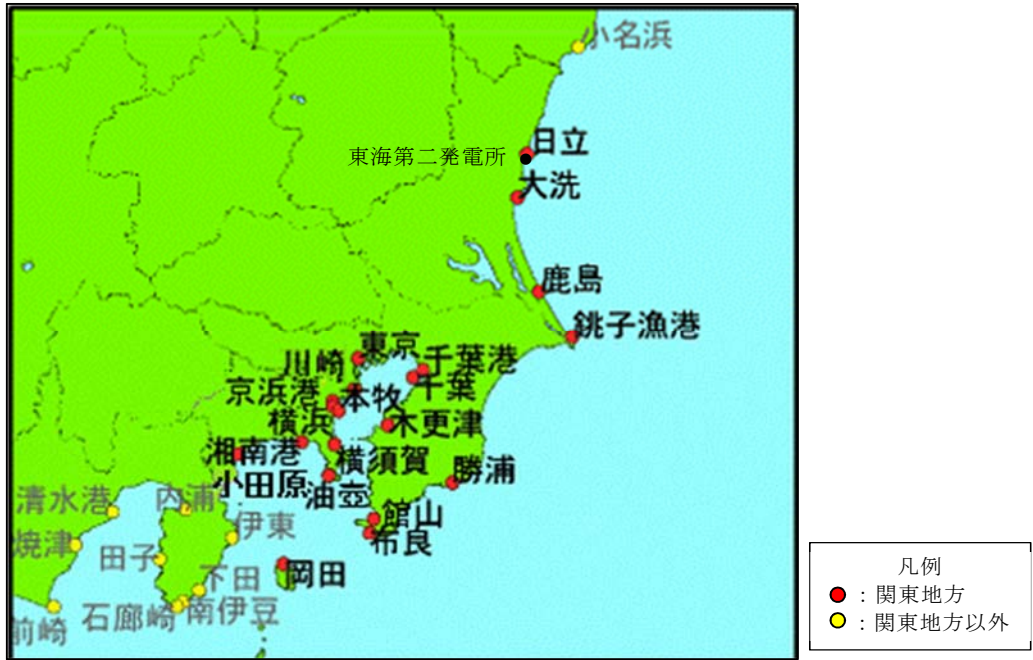 小名浜
日立
東海第二発電所
大洗
鹿島
銚子漁港
東京
川崎
千葉港
千葉
京浜港
本牧
横浜
木更津
湘南港
横須賀
小田原
油壺
勝浦
清水港
内浦
館山
伊東
布良
焼津
田子
岡田
下田
石廊崎
南伊豆
前崎
凡例
：関東地方
：関東地方以外